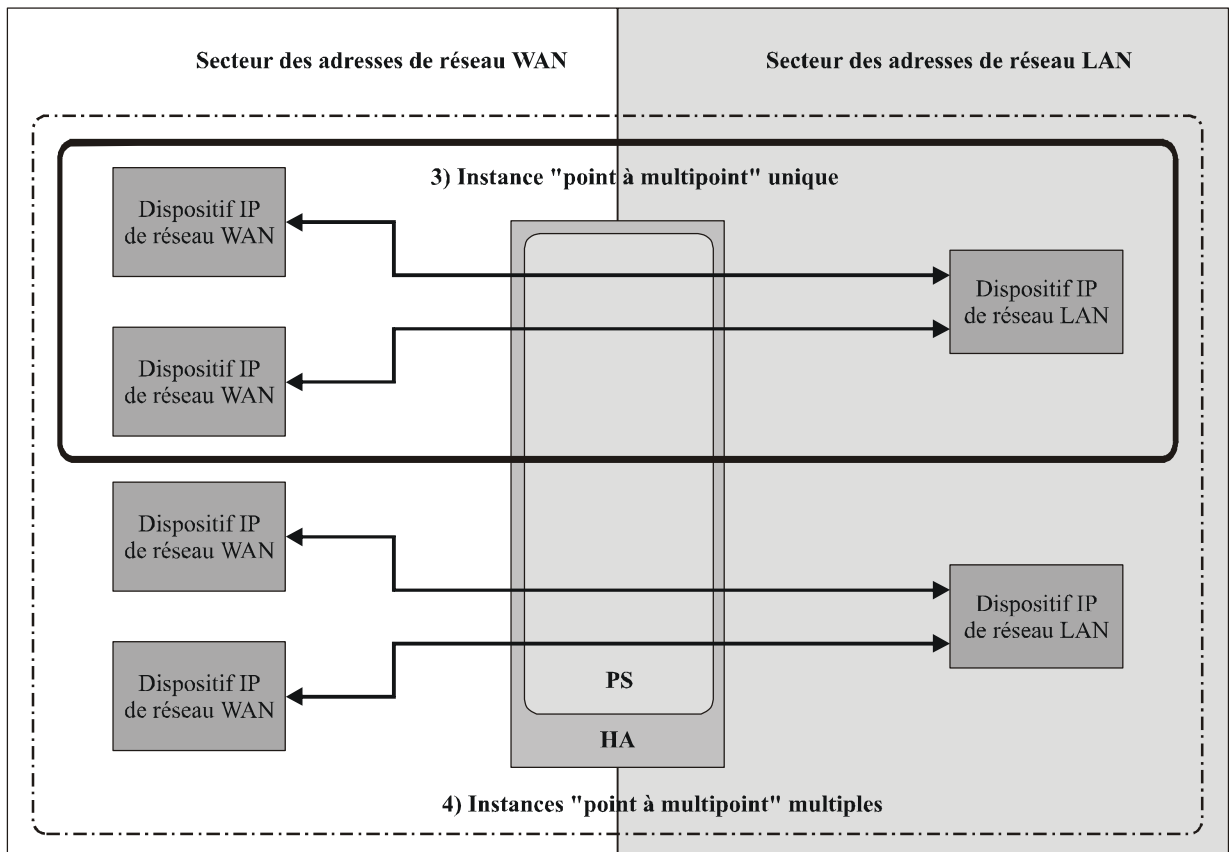 Secteur des adresses de réseau WAN
Secteur des adresses de réseau LAN
3) Instance "point à multipoint" unique
Dispositif IP
de réseau WAN
Dispositif IP
de réseau LAN
Dispositif IP
de réseau WAN
Dispositif IP
de réseau WAN
Dispositif IP
de réseau LAN
Dispositif IP
de réseau WAN
PS
HA
4) Instances "point à multipoint" multiples